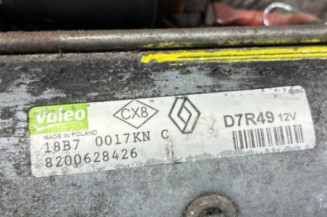 Valeo CX8 D7R49 12V
MADE IN POLAND
18B7 0017KN C
8200628426